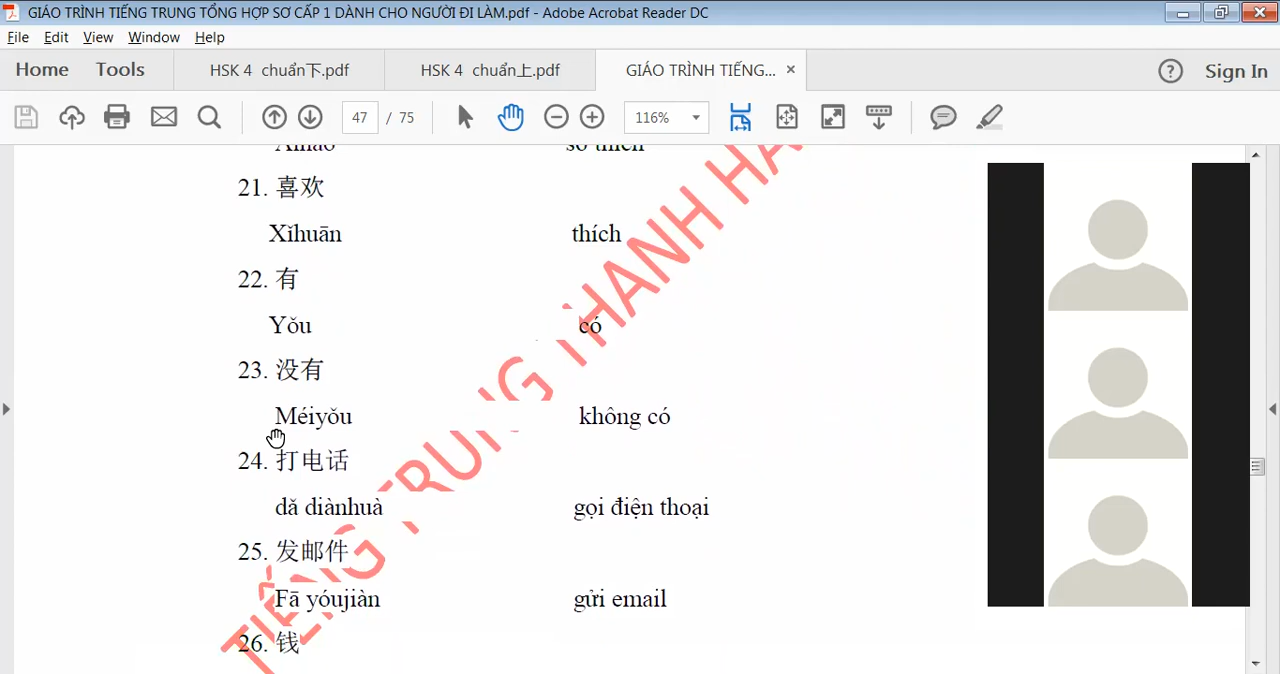 GIÁO TRÌNH TIẾNG TRUNG TỔNG HỢP SƠ CẤP 1 DÀNH CHO NGƯỜI ĐI LÀM.pdf - Adobe Acrobat Reader DC
File Edit View Window Help
Home Tools HSK 4 chuẩn下.pdf HSK 4 chuẩn上.pdf GIÁO TRÌNH TIẾNG... × ? Sign In
47 / 75 116%
21. 喜欢
Xǐhuān thích
22. 有
Yǒu có
23. 没有
Méiyǒu không có
24. 打电话
dǎ diànhuà gọi điện thoại
25. 发邮件
Fā yóujiàn gửi email
26. 钱
TIẾNG TRUNG THANH